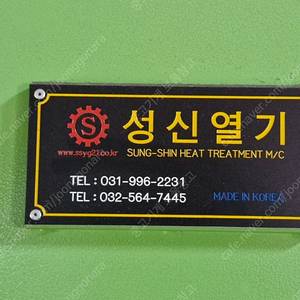 S 성신열기
www.ssyg21.co.kr SUNG-SHIN HEAT TREATMENT M/C
TEL : 031-996-2231
TEL : 032-564-7445
MADE IN KOREA